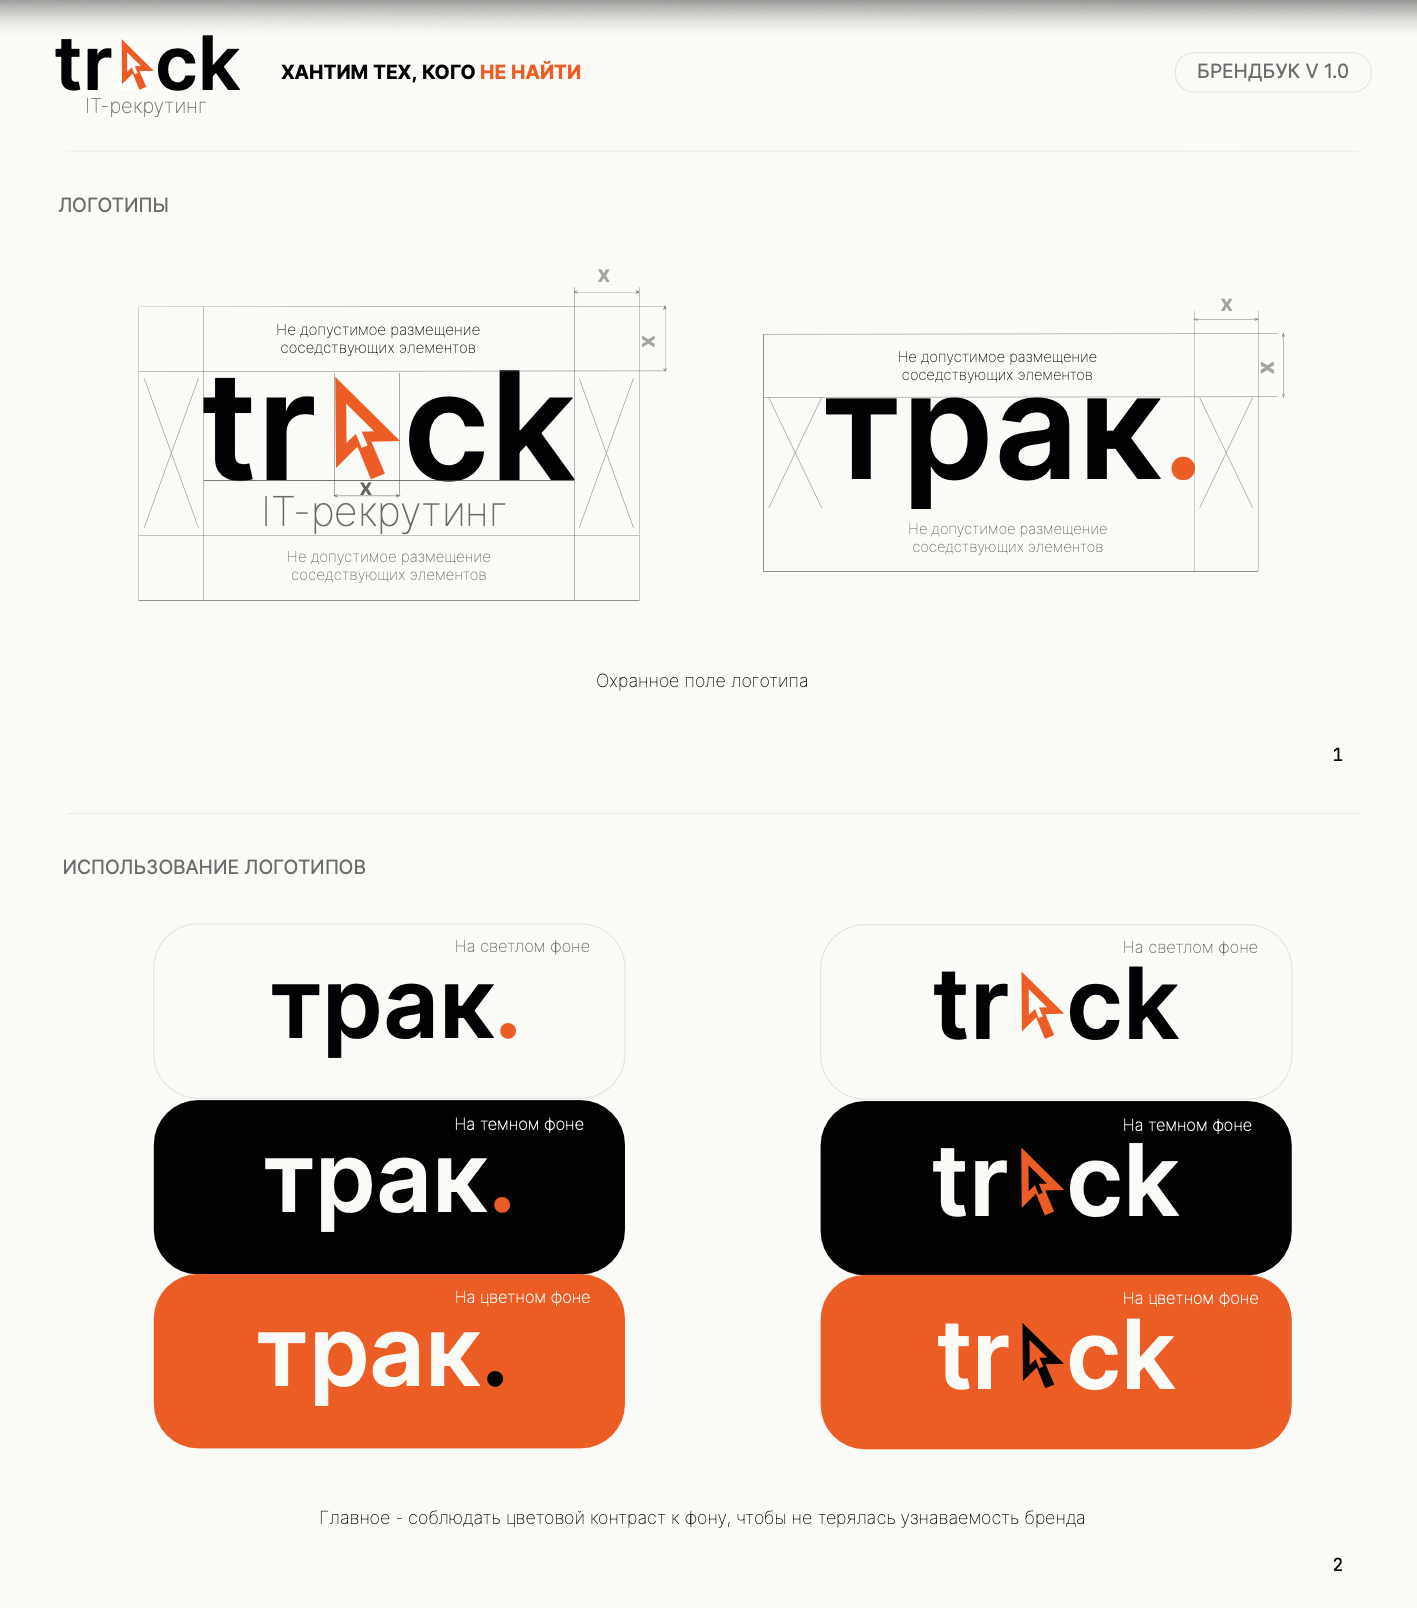 track
IT-рекрутинг
ХАНТИМ ТЕХ, КОГО НЕ НАЙТИ
БРЕНДБУК V 1.0
ЛОГОТИПЫ
X
Не допустимое размещение
соседствующих элементов
X
track
X
IT-рекрутинг
Не допустимое размещение
соседствующих элементов
X
Не допустимое размещение
соседствующих элементов
X
трак.
Не допустимое размещение
соседствующих элементов
Охранное поле логотипа
1
ИСПОЛЬЗОВАНИЕ ЛОГОТИПОВ
На светлом фоне
трак.
На темном фоне
трак.
На цветном фоне
трак.
На светлом фоне
track
На темном фоне
track
На цветном фоне
track
Главное - соблюдать цветовой контраст к фону, чтобы не терялась узнаваемость бренда
2